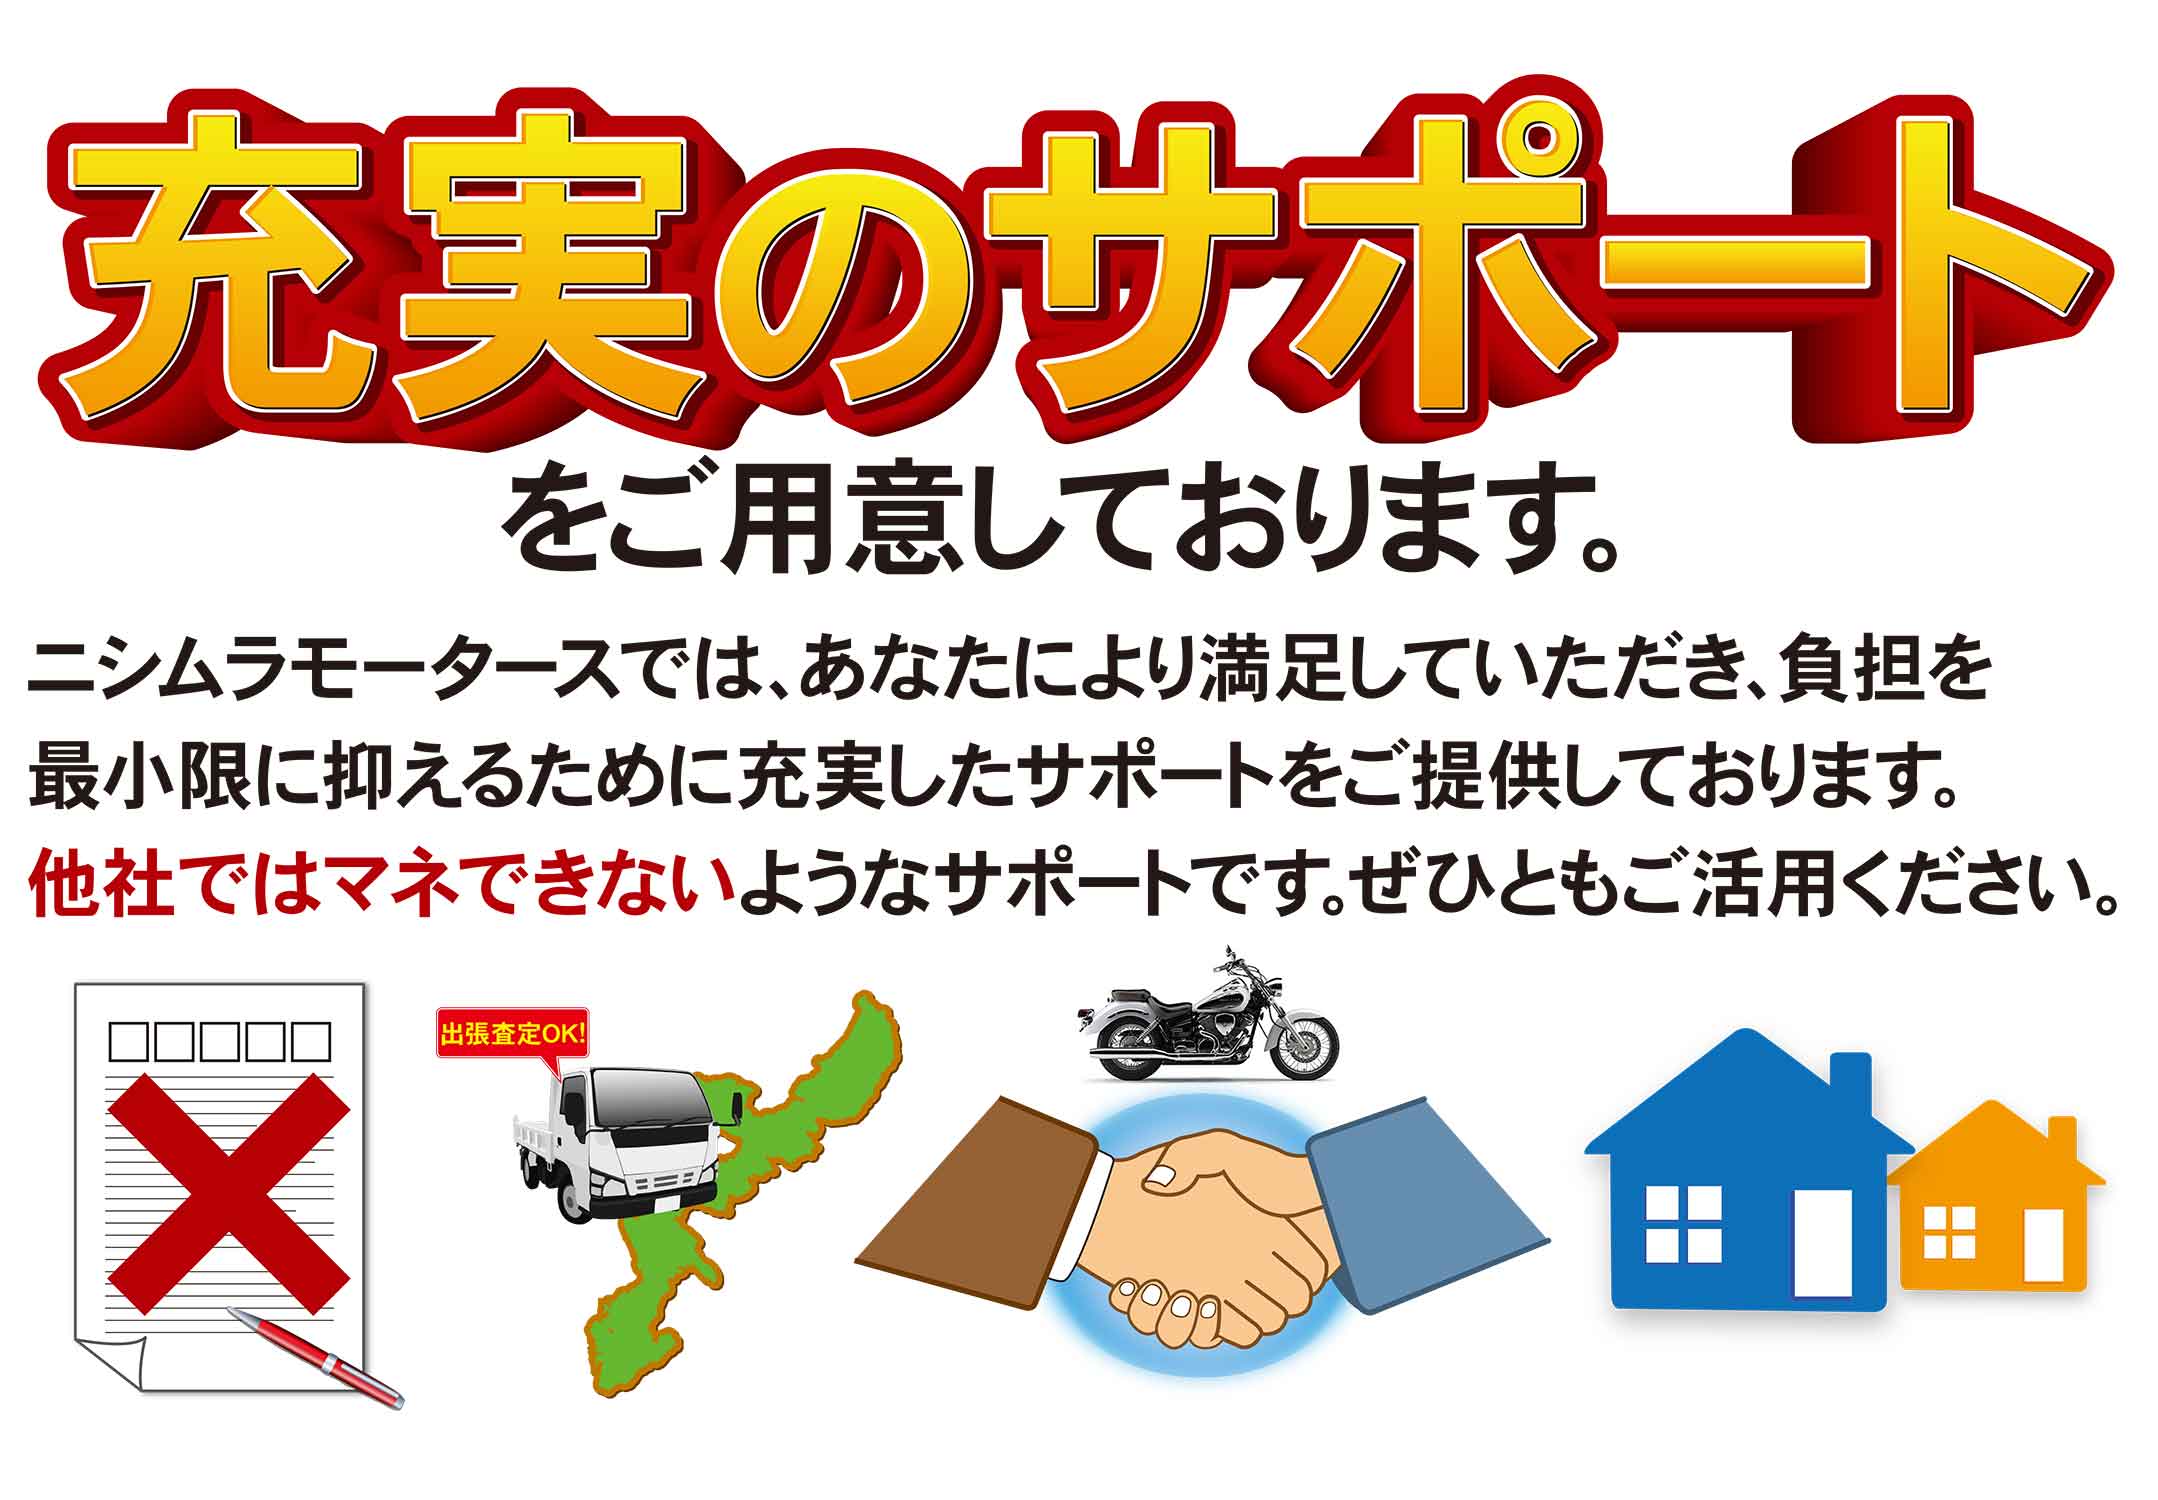 充実のサポート
をご用意しております。
ニシムラモータースでは、あなたにより満足していただき、負担を
最小限に抑えるために充実したサポートをご提供しております。
他社ではマネできないようなサポートです。ぜひともご活用ください。
出張査定OK!